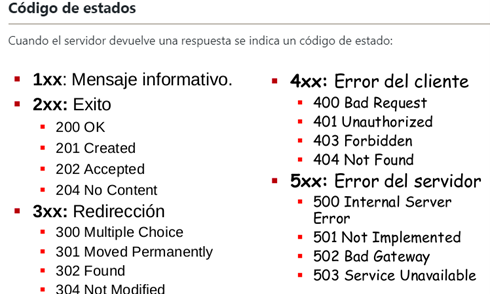 Código de estados
Cuando el servidor devuelve una respuesta se indica un código de estado:
1xx: Mensaje informativo.
2xx: Exito
200 OK
201 Created
202 Accepted
204 No Content
3xx: Redirección
300 Multiple Choice
301 Moved Permanently
302 Found
304 Not Modified
4xx: Error del cliente
400 Bad Request
401 Unauthorized
403 Forbidden
404 Not Found
5xx: Error del servidor
500 Internal Server
Error
501 Not Implemented
502 Bad Gateway
503 Service Unavailable